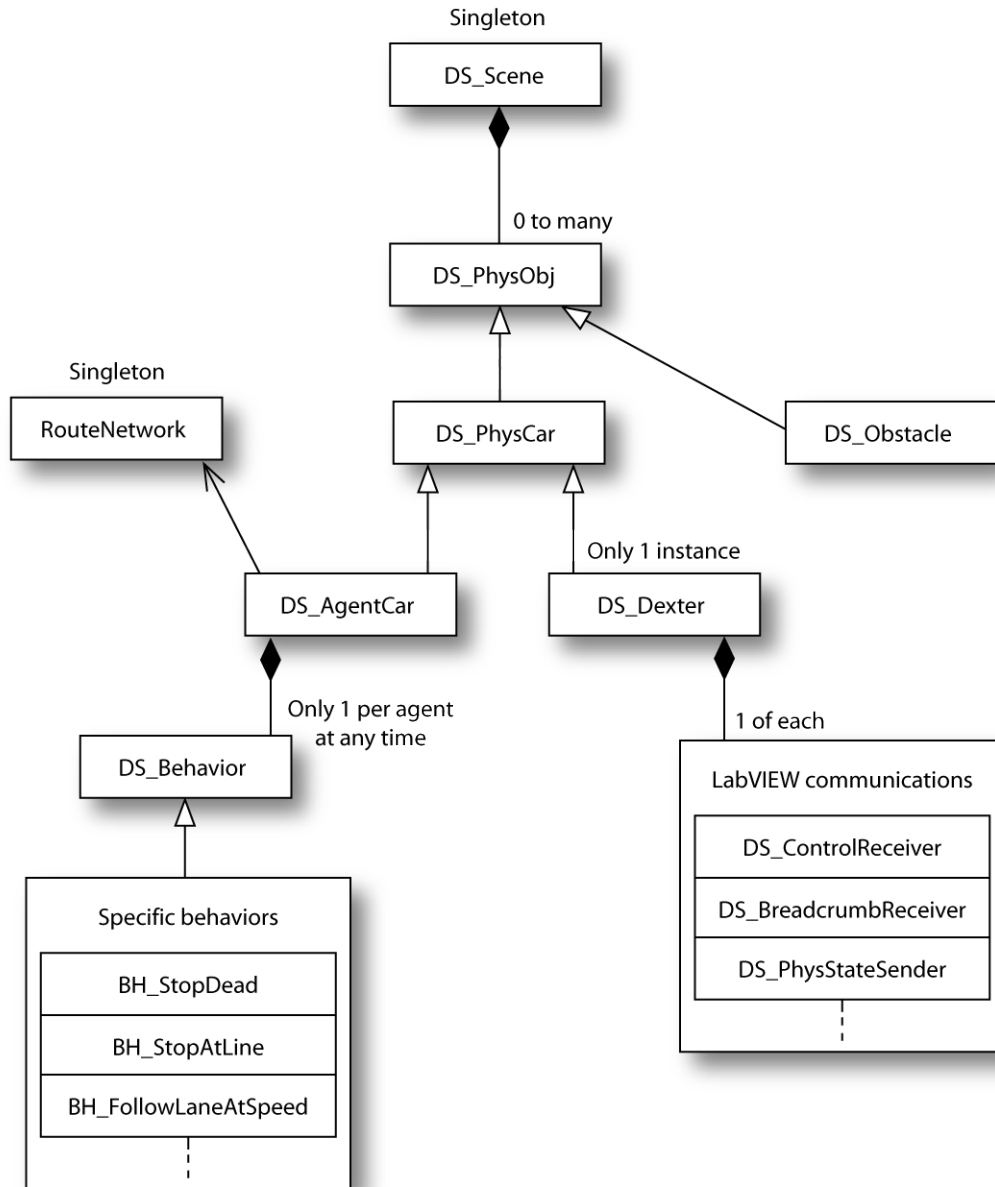 Singleton
DS_Scene
0 to many
DS_PhysObj
Singleton
RouteNetwork
DS_PhysCar
DS_Obstacle
Only 1 instance
DS_AgentCar
DS_Dexter
Only 1 per agent
at any time
1 of each
DS_Behavior
LabVIEW communications
DS_ControlReceiver
DS_BreadcrumbReceiver
DS_PhysStateSender
Specific behaviors
BH_StopDead
BH_StopAtLine
BH_FollowLaneAtSpeed